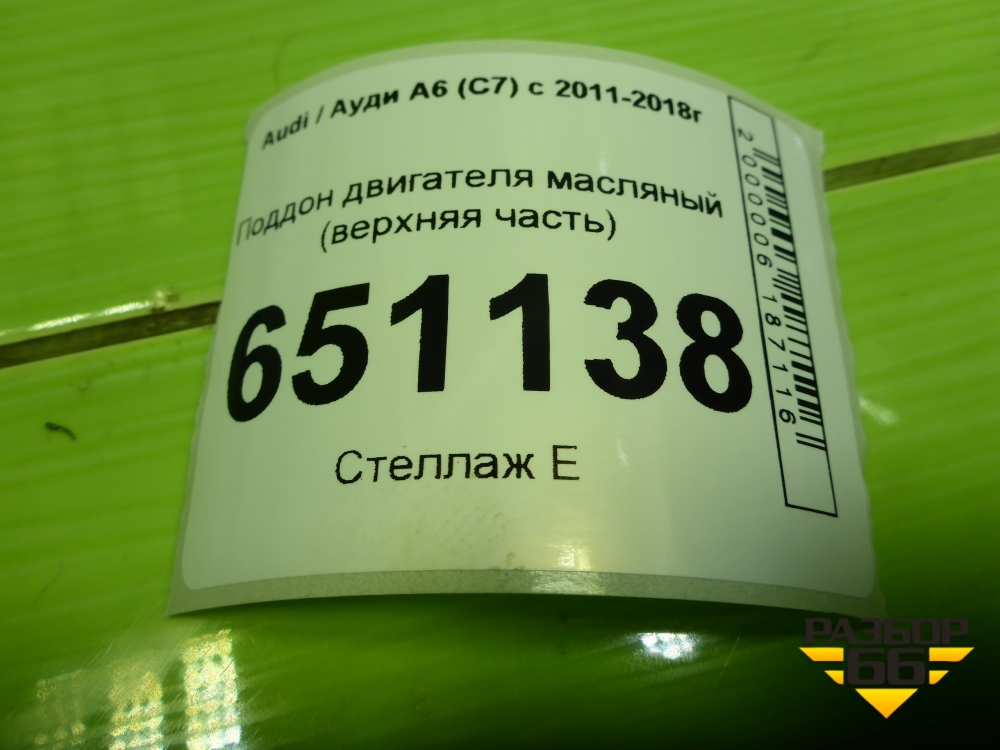 Audi / Ауди A6 (C7) с 2011-2018г
Поддон двигателя масляный
(верхняя часть)
651138
Стеллаж Е
2000006187116
РАЗБОР
66